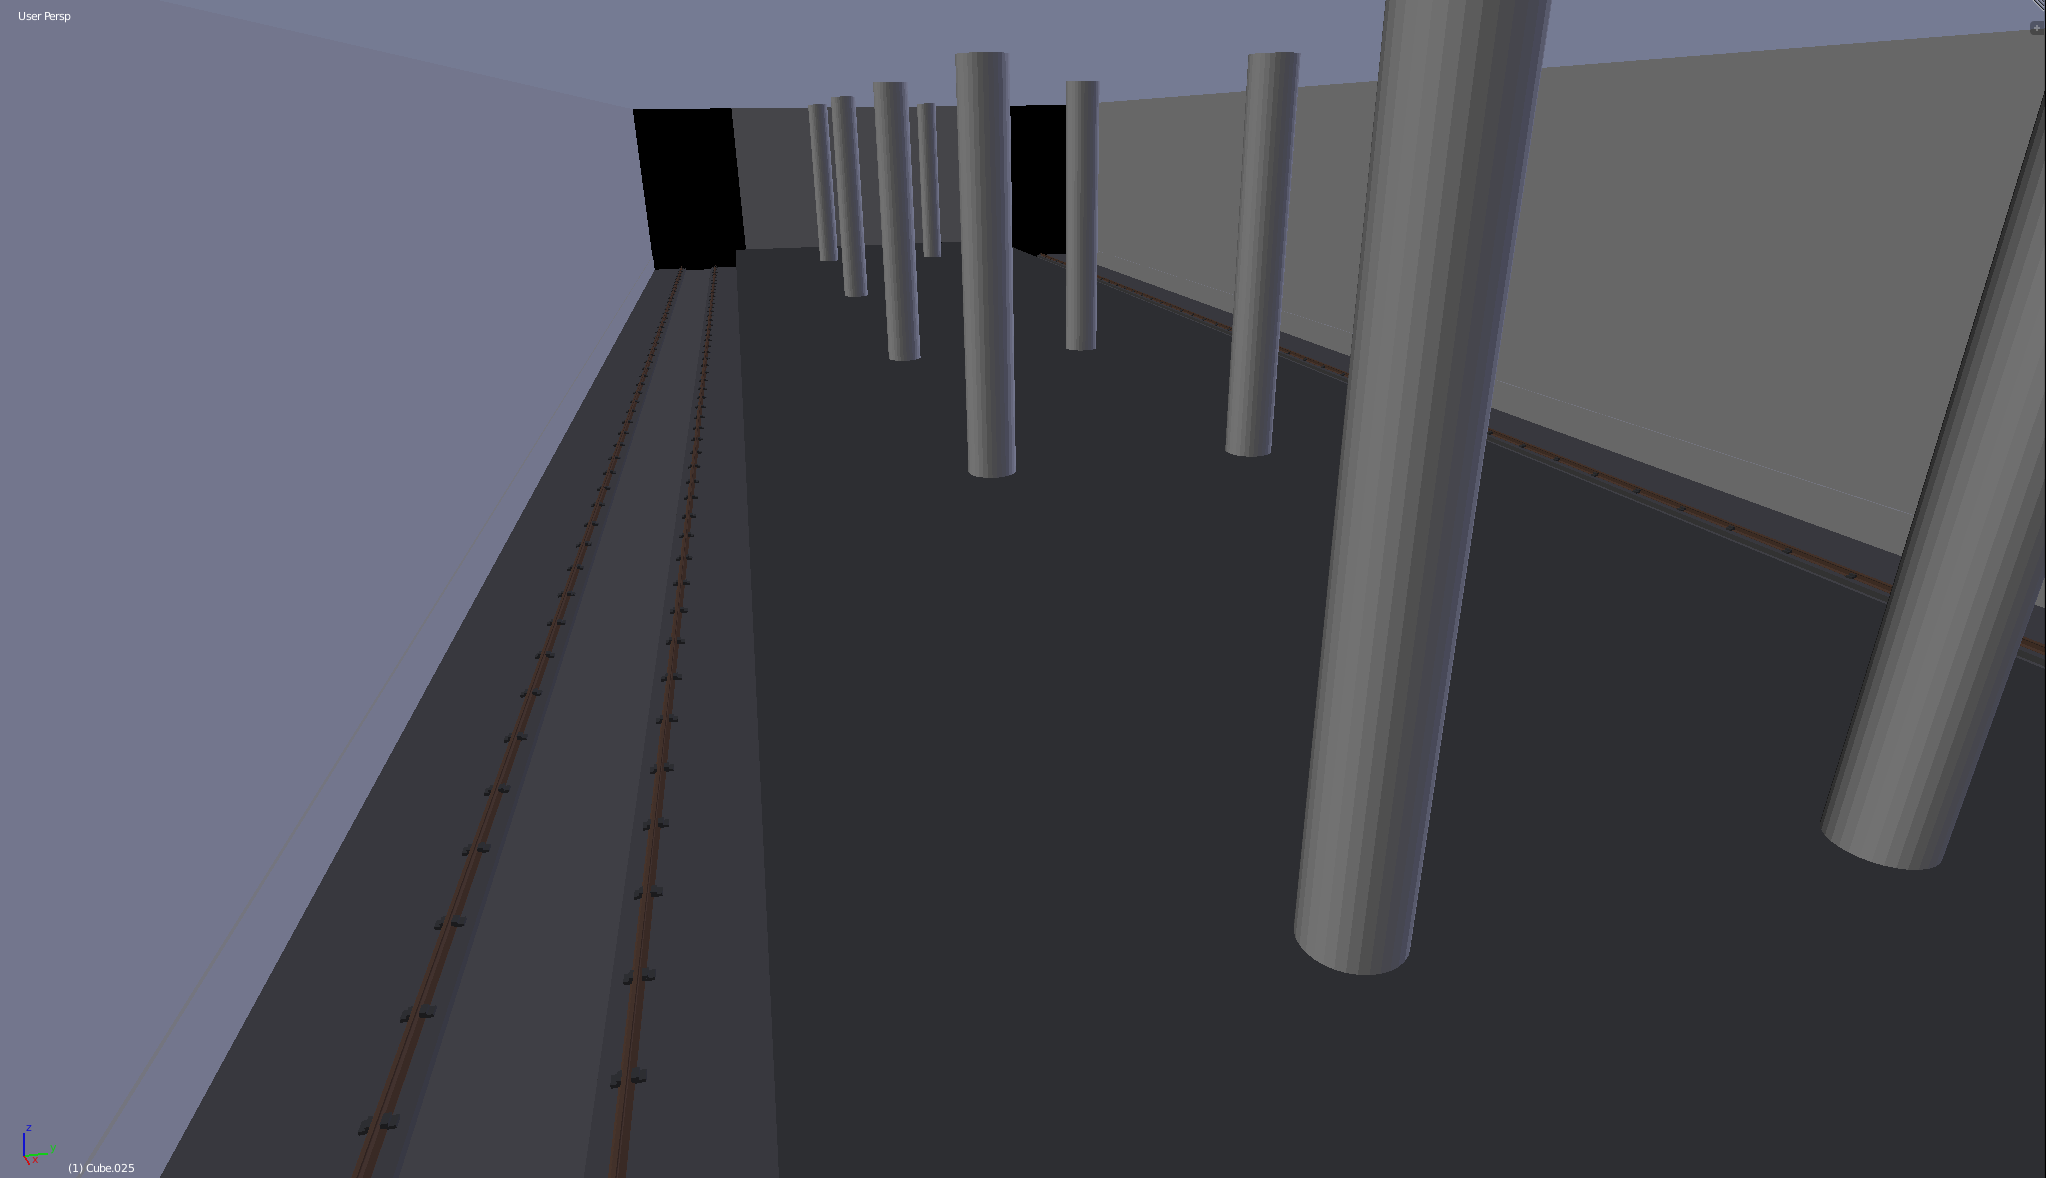 User Persp
z
x
(1) Cube.025